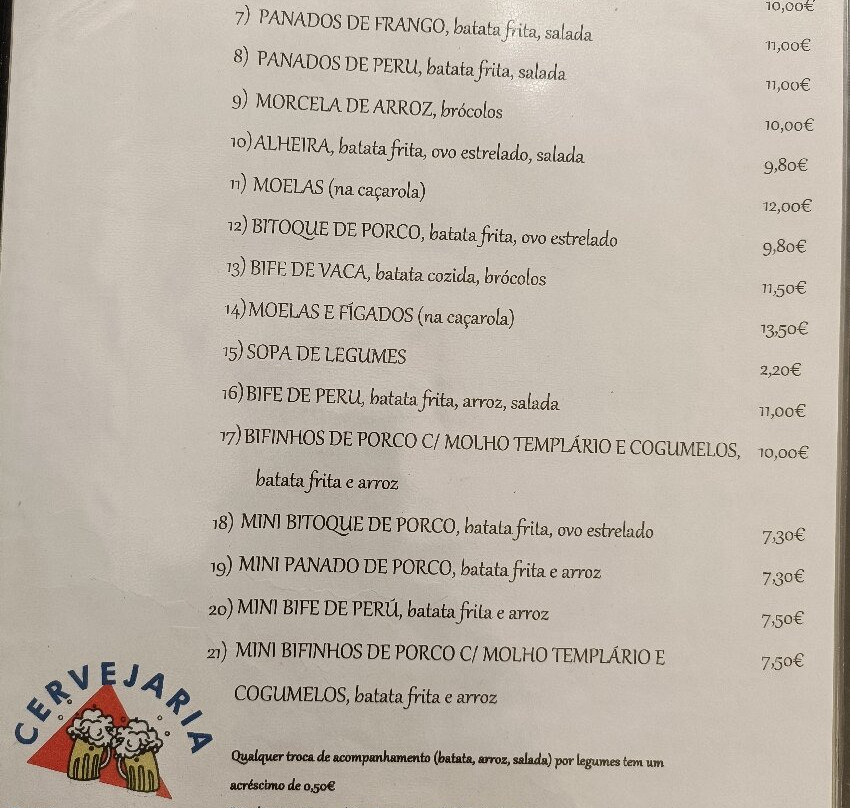 10,00€
7) PANADOS DE FRANGO, batata frita, salada 11,00€
8) PANADOS DE PERU, batata frita, salada 11,00€
9) MORCELA DE ARROZ, brócolos 10,00€
10) ALHEIRA, batata frita, ovo estrelado, salada 9,80€
11) MOELAS (na caçarola) 12,00€
12) BITOQUE DE PORCO, batata frita, ovo estrelado 9,80€
13) BIFE DE VACA, batata cozida, brócolos 11,50€
14) MOELAS E FÍGADOS (na caçarola) 13,50€
15) SOPA DE LEGUMES 2,20€
16) BIFE DE PERU, batata frita, arroz, salada 11,00€
17) BIFINHOS DE PORCO C/ MOLHO TEMPLÁRIO E COGUMELOS, 10,00€
batata frita e arroz
18) MINI BITOQUE DE PORCO, batata frita, ovo estrelado 7,30€
19) MINI PANADO DE PORCO, batata frita e arroz 7,30€
20) MINI BIFE DE PERÚ, batata frita e arroz 7,50€
21) MINI BIFINHOS DE PORCO C/ MOLHO TEMPLÁRIO E 7,50€
COGUMELOS, batata frita e arroz
CERVEJARIA
Qualquer troca de acompanhamento (batata, arroz, salada) por legumes tem um
acréscimo de 0,50€